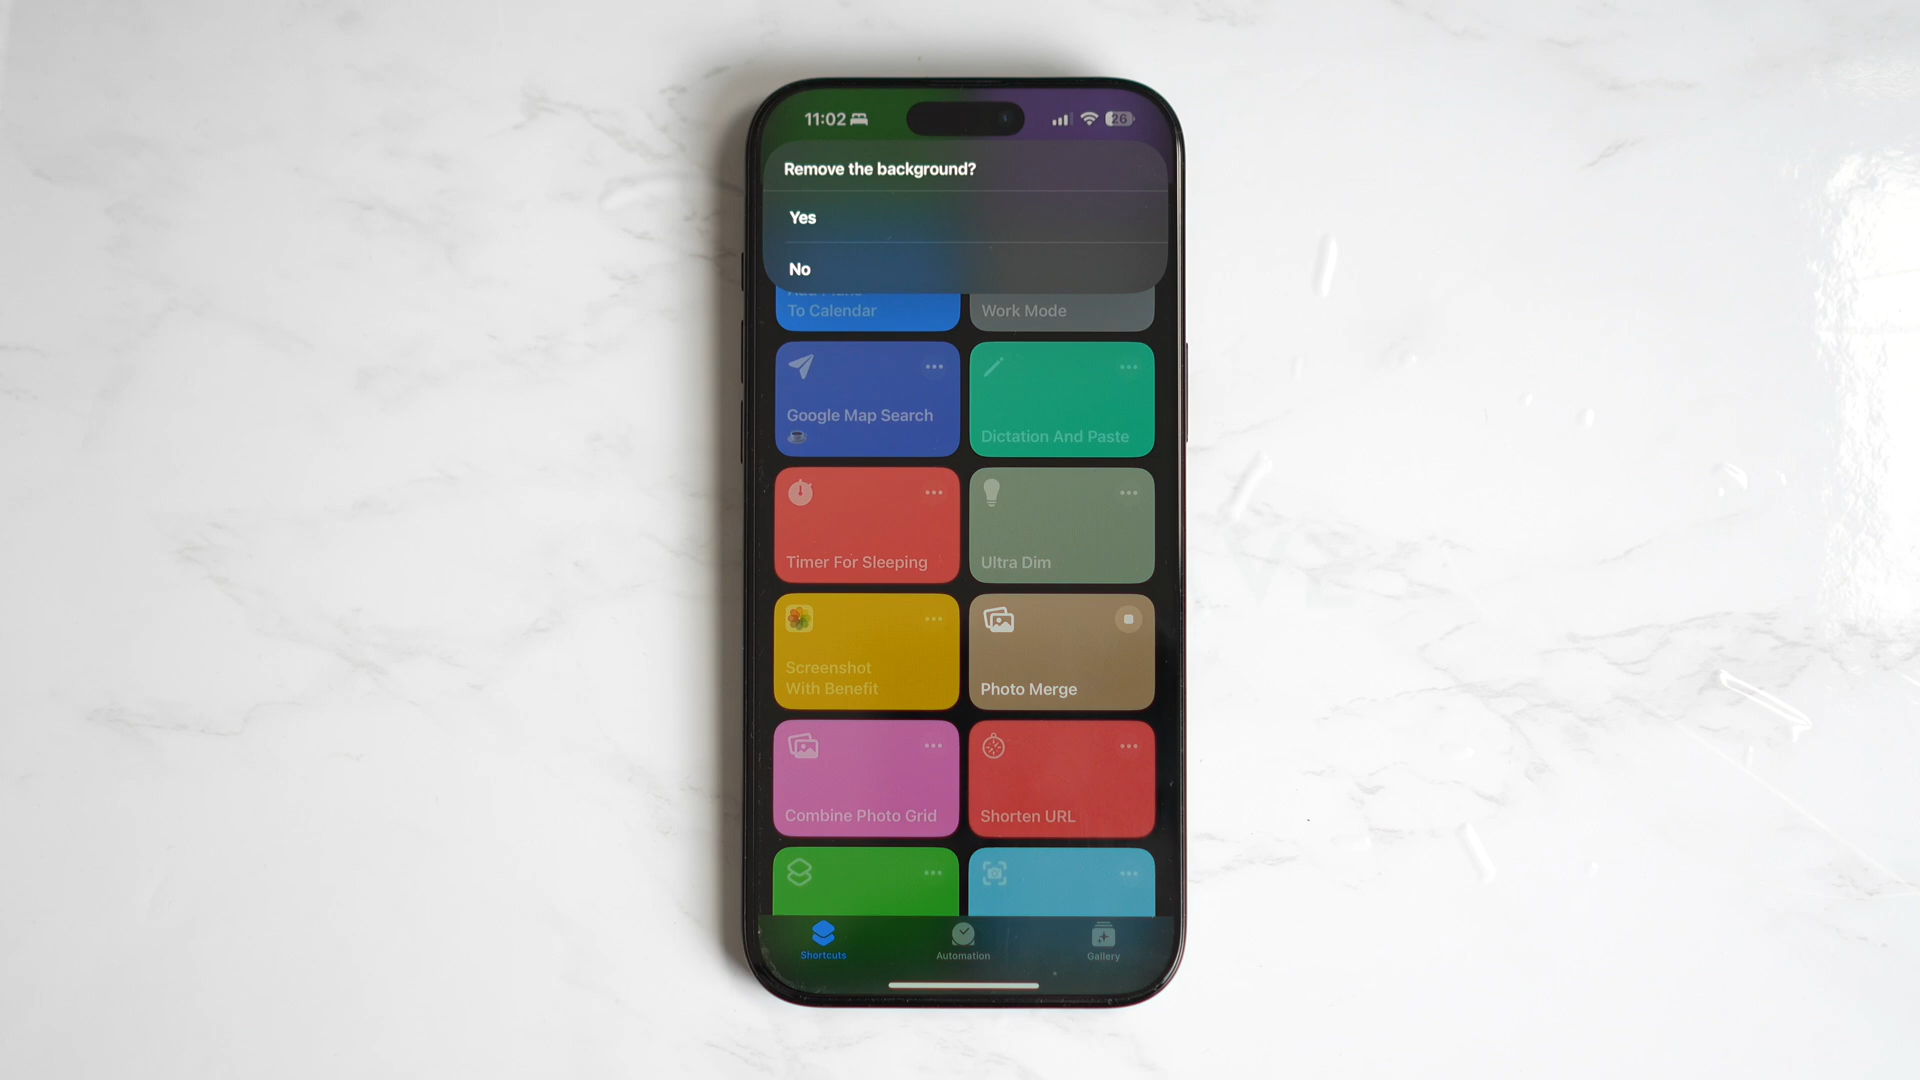 11:02
26
Remove the background?
Yes
No
To Calendar
Work Mode
Google Map Search
Dictation And Paste
Timer For Sleeping
Ultra Dim
Screenshot
With Benefit
Photo Merge
Combine Photo Grid
Shorten URL
Shortcuts
Automation
Gallery